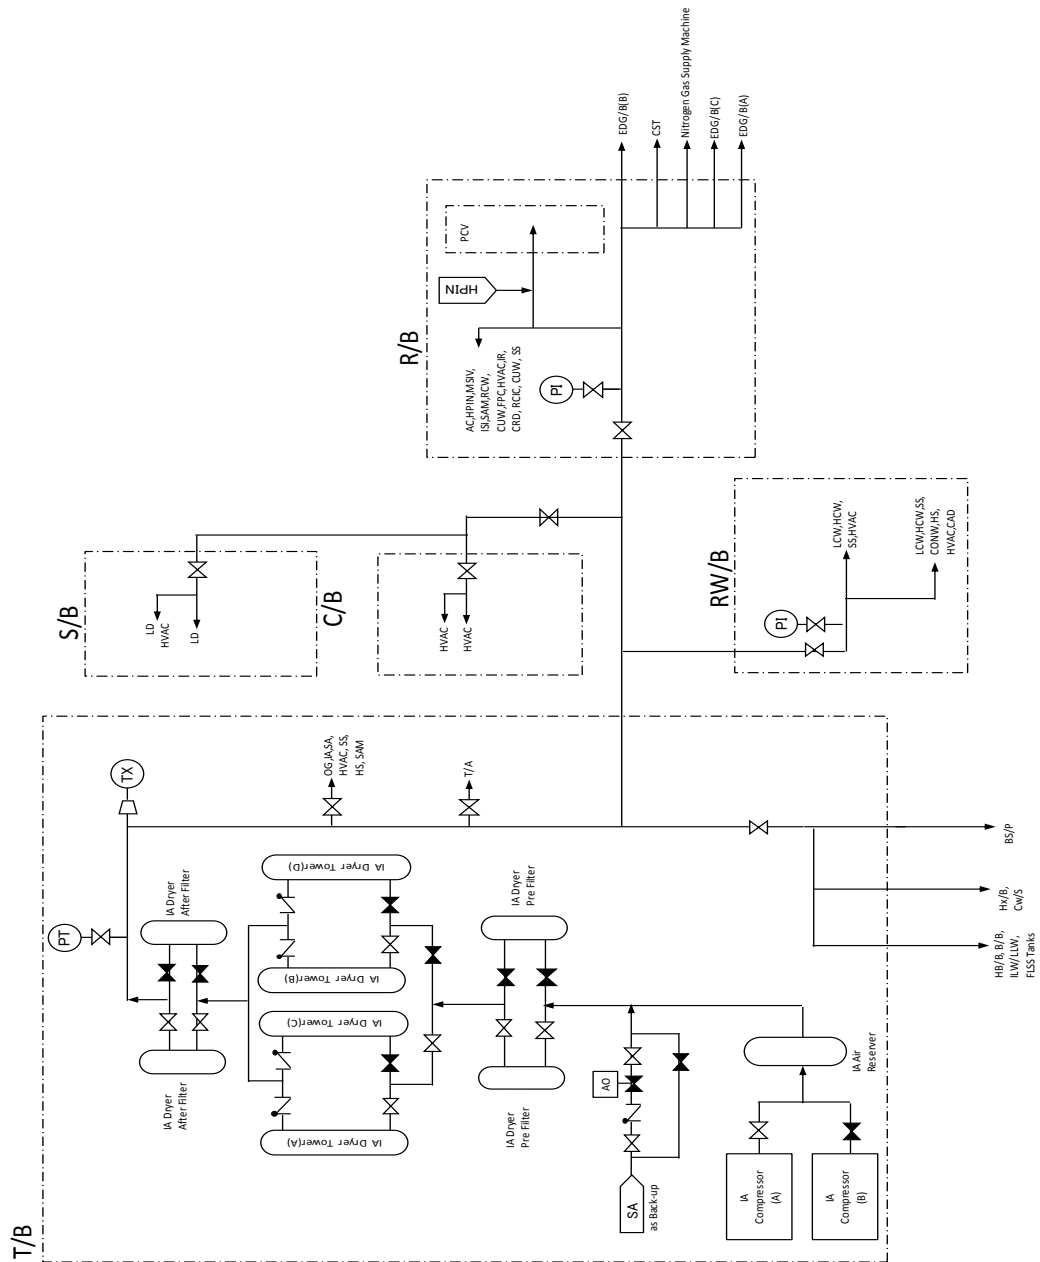 EDG/B(B)
CST
Nitrogen Gas Supply Machine
EDG/B(C)
EDG/B(A)
R/B
PCV
HPIN
AC,HPIN,MSIV,
ISI,SAM,RCW,
CUW,FPC,HVAC,IR,
CRD, RCIC, CUW, SS
PI
S/B
LD
HVAC
LD
C/B
HVAC
HVAC
RW/B
PI
LCW,HCW,
SS,HVAC
LCW,HCW,SS,
CONW,HS,
HVAC,CAD
T/B
TX
PT
OG,IA,SA,
HVAC, SS,
HS, SAM
T/A
IA Dryer
After Filter
IA Dryer
After Filter
IA Dryer Tower(D)
IA Dryer Tower(B)
IA Dryer Tower(C)
IA Dryer Tower(A)
IA Dryer
Pre Filter
IA Dryer
Pre Filter
AO
SA
as Back-up
IA Air
Reserver
IA
Compressor
(A)
IA
Compressor
(B)
BS/P
Hx/B,
Cw/S
HB/B, B/B,
ILW/LLW,
FLSS Tanks